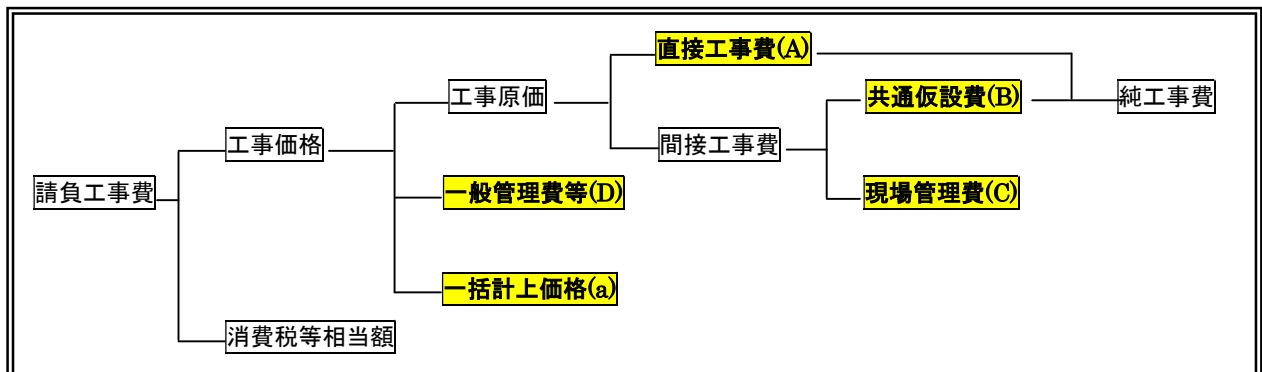 直接工事費(A)
工事原価
共通仮設費(B)
純工事費
工事価格
間接工事費
請負工事費
一般管理費等(D)
現場管理費(C)
一括計上価格(a)
消費税等相当額